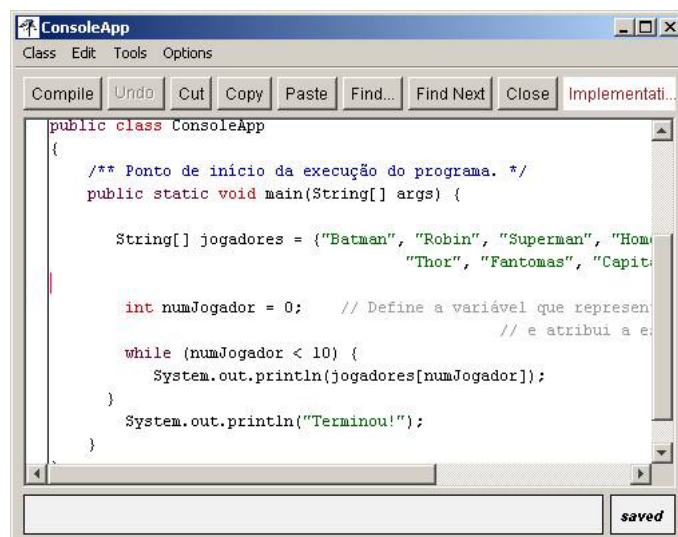 ConsoleApp
Class Edit Tools Options
Compile Undo Cut Copy Paste Find... Find Next Close Implementati...
public class ConsoleApp
{
/** Ponto de início da execução do programa. */
public static void main(String[] args) {
String[] jogadores = {"Batman", "Robin", "Superman", "Hom
"Thor", "Fantomas", "Capit
int numJogador = 0; // Define a variável que represen
// e atribui a e
while (numJogador < 10) {
System.out.println(jogadores[numJogador]);
}
System.out.println("Terminou!");
}
saved